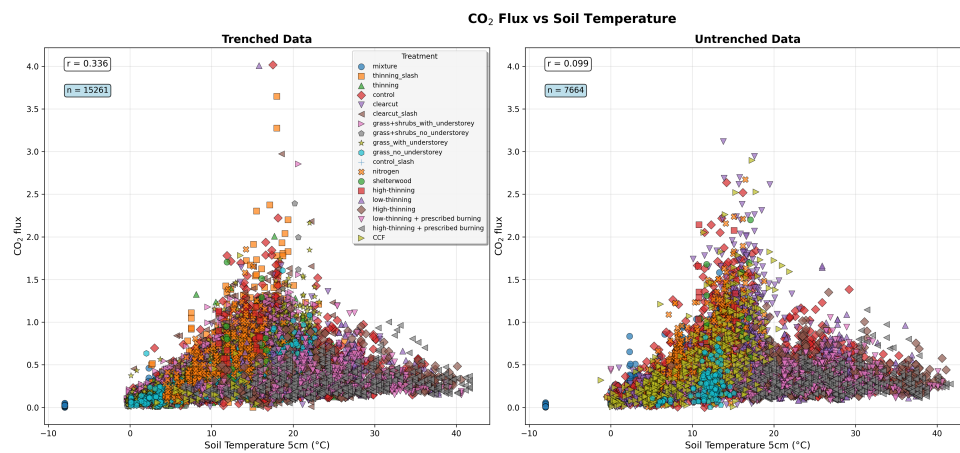 CO₂ Flux vs Soil Temperature
Trenched Data
r = 0.336
n = 15261
Treatment
mixture
thinning_slash
thinning
control
clearcut
clearcut_slash
grass+shrubs_with_understorey
grass+shrubs_no_understorey
grass_with_understorey
grass_no_understorey
control_slash
nitrogen
shelterwood
high-thinning
low-thinning
High-thinning
low-thinning + prescribed burning
high-thinning + prescribed burning
CCF
CO₂ flux
4.0
3.5
3.0
2.5
2.0
1.5
1.0
0.5
0.0
−10 0 10 20 30 40
Soil Temperature 5cm (°C)
Untrenched Data
r = 0.099
n = 7664
CO₂ flux
4.0
3.5
3.0
2.5
2.0
1.5
1.0
0.5
0.0
−10 0 10 20 30 40
Soil Temperature 5cm (°C)